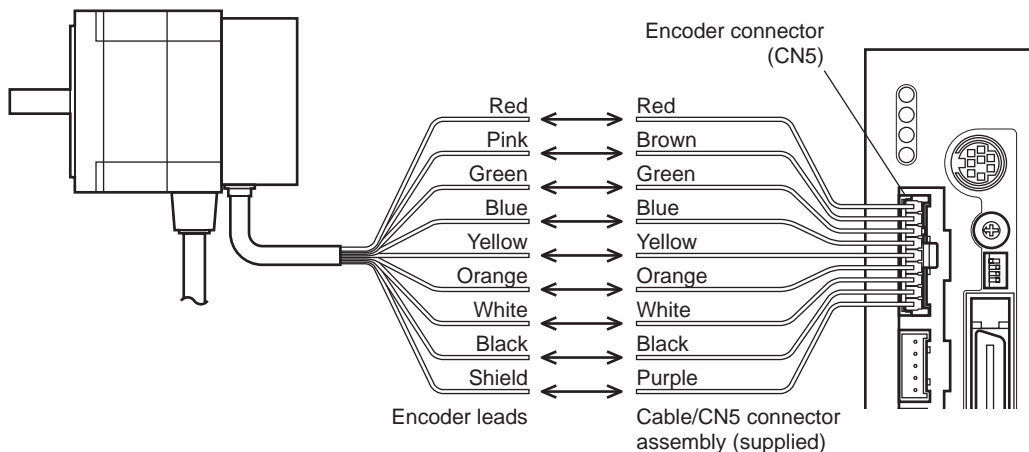 Encoder connector
(CN5)
Red Red
Pink Brown
Green Green
Blue Blue
Yellow Yellow
Orange Orange
White White
Black Black
Shield Purple
Encoder leads Cable/CN5 connector
assembly (supplied)